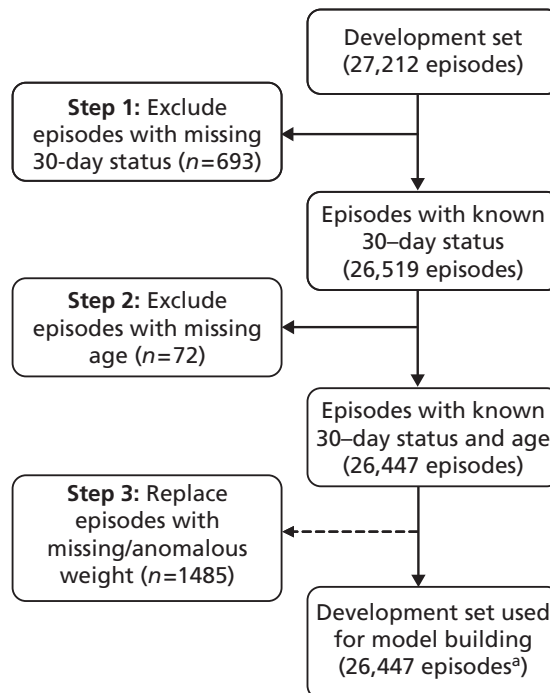 Development set
(27,212 episodes)
Step 1: Exclude
episodes with missing
30-day status (n=693)
Episodes with known
30–day status
(26,519 episodes)
Step 2: Exclude
episodes with missing
age (n=72)
Episodes with known
30–day status and age
(26,447 episodes)
Step 3: Replace
episodes with
missing/anomalous
weight (n=1485)
Development set used
for model building
(26,447 episodesᵃ)